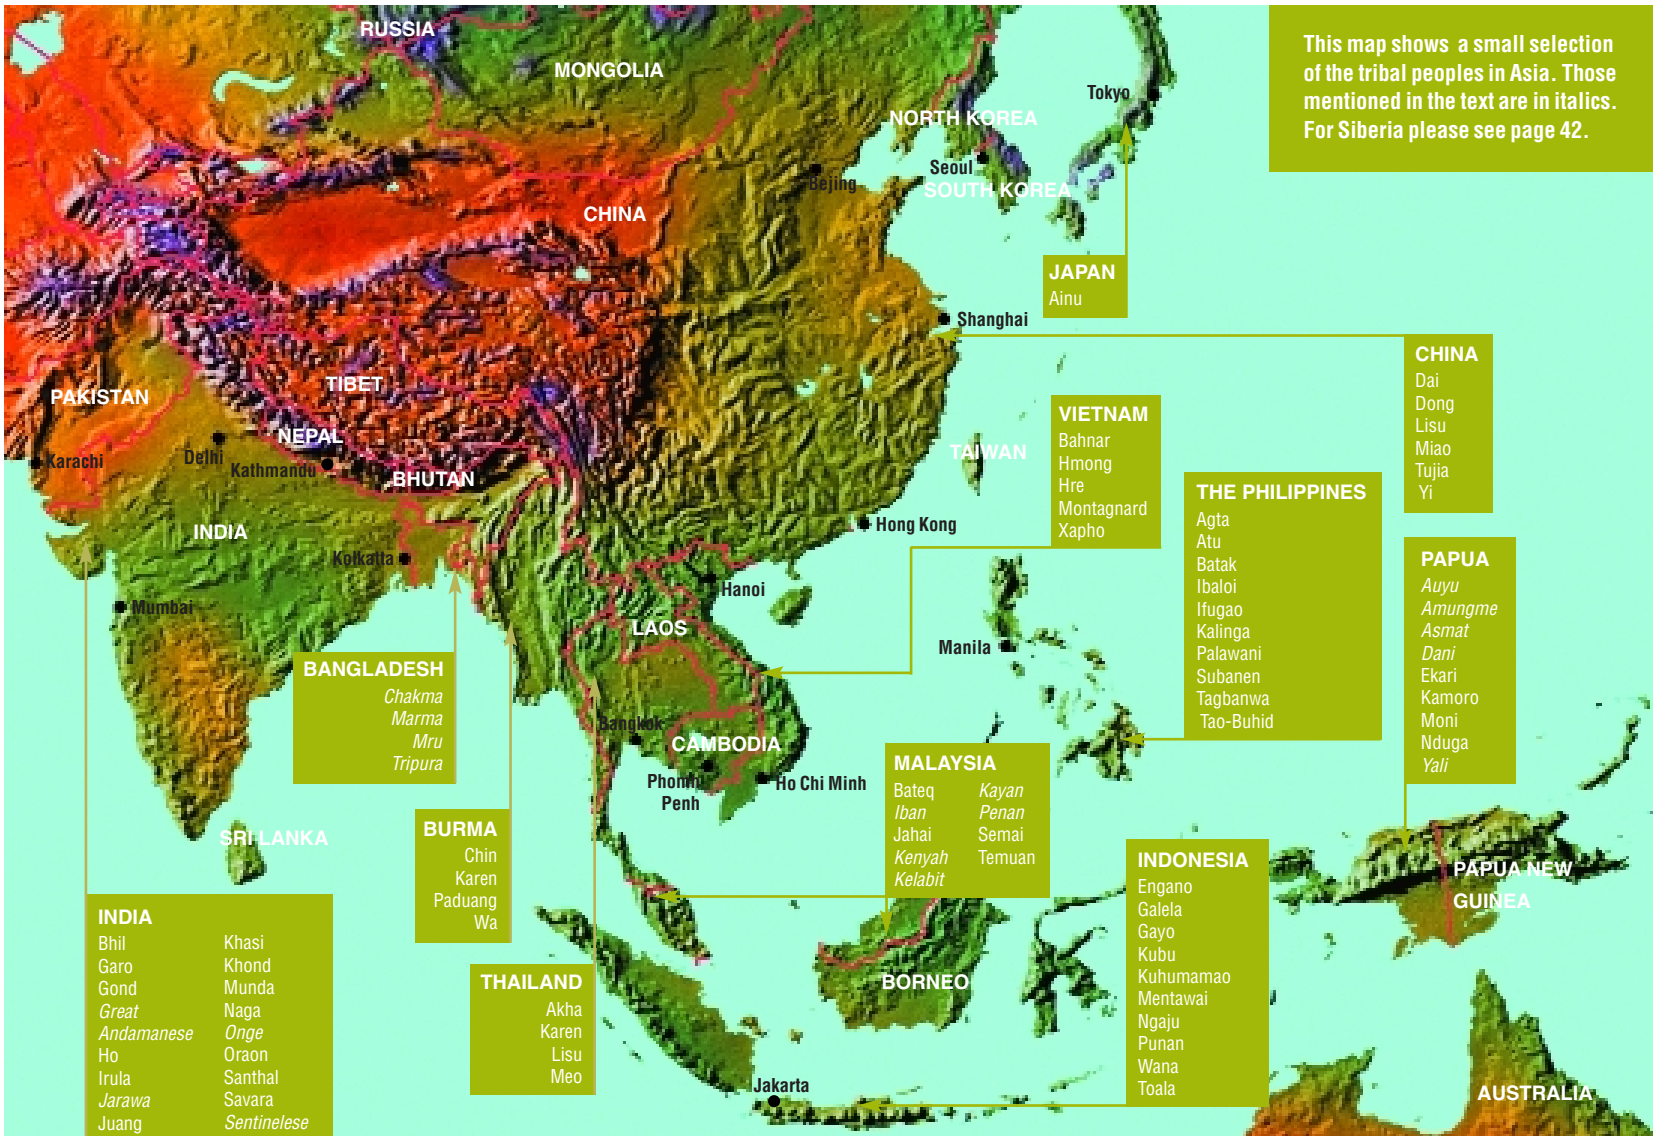 This map shows a small selection
of the tribal peoples in Asia. Those
mentioned in the text are in italics.
For Siberia please see page 42.
RUSSIA
MONGOLIA
Tokyo
NORTH KOREA
Seoul
SOUTH KOREA
Bejing
CHINA
JAPAN
Ainu
Shanghai
CHINA
Dai
Dong
Lisu
Miao
Tujia
Yi
TIBET
PAKISTAN
NEPAL
Karachi
Delhi
Kathmandu
BHUTAN
TAIWAN
VIETNAM
Bahnar
Hmong
Hre
Montagnard
Xapho
THE PHILIPPINES
Agta
Atu
Batak
Ibaloi
Ifugao
Kalinga
Palawani
Subanen
Tagbanwa
Tao-Buhid
PAPUA
Auyu
Amungme
Asmat
Dani
Ekari
Kamoro
Moni
Nduga
Yali
INDIA
Kolkatta
Hong Kong
Hanoi
Mumbai
LAOS
Manila
BANGLADESH
Chakma
Marma
Mru
Tripura
Bangkok
CAMBODIA
Phomn
Penh
Ho Chi Minh
MALAYSIA
Bateq Kayan
Iban Penan
Jahai Semai
Kenyah Temuan
Kelabit
SRI LANKA
BURMA
Chin
Karen
Paduang
Wa
INDONESIA
Engano
Galela
Gayo
Kubu
Kuhumamao
Mentawai
Ngaju
Punan
Wana
Toala
PAPUA NEW
GUINEA
INDIA
Bhil Khasi
Garo Khond
Gond Munda
Great Naga
Andamanese Onge
Ho Oraon
Irula Santhal
Jarawa Savara
Juang Sentinelese
THAILAND
Akha
Karen
Lisu
Meo
BORNEO
Jakarta
AUSTRALIA